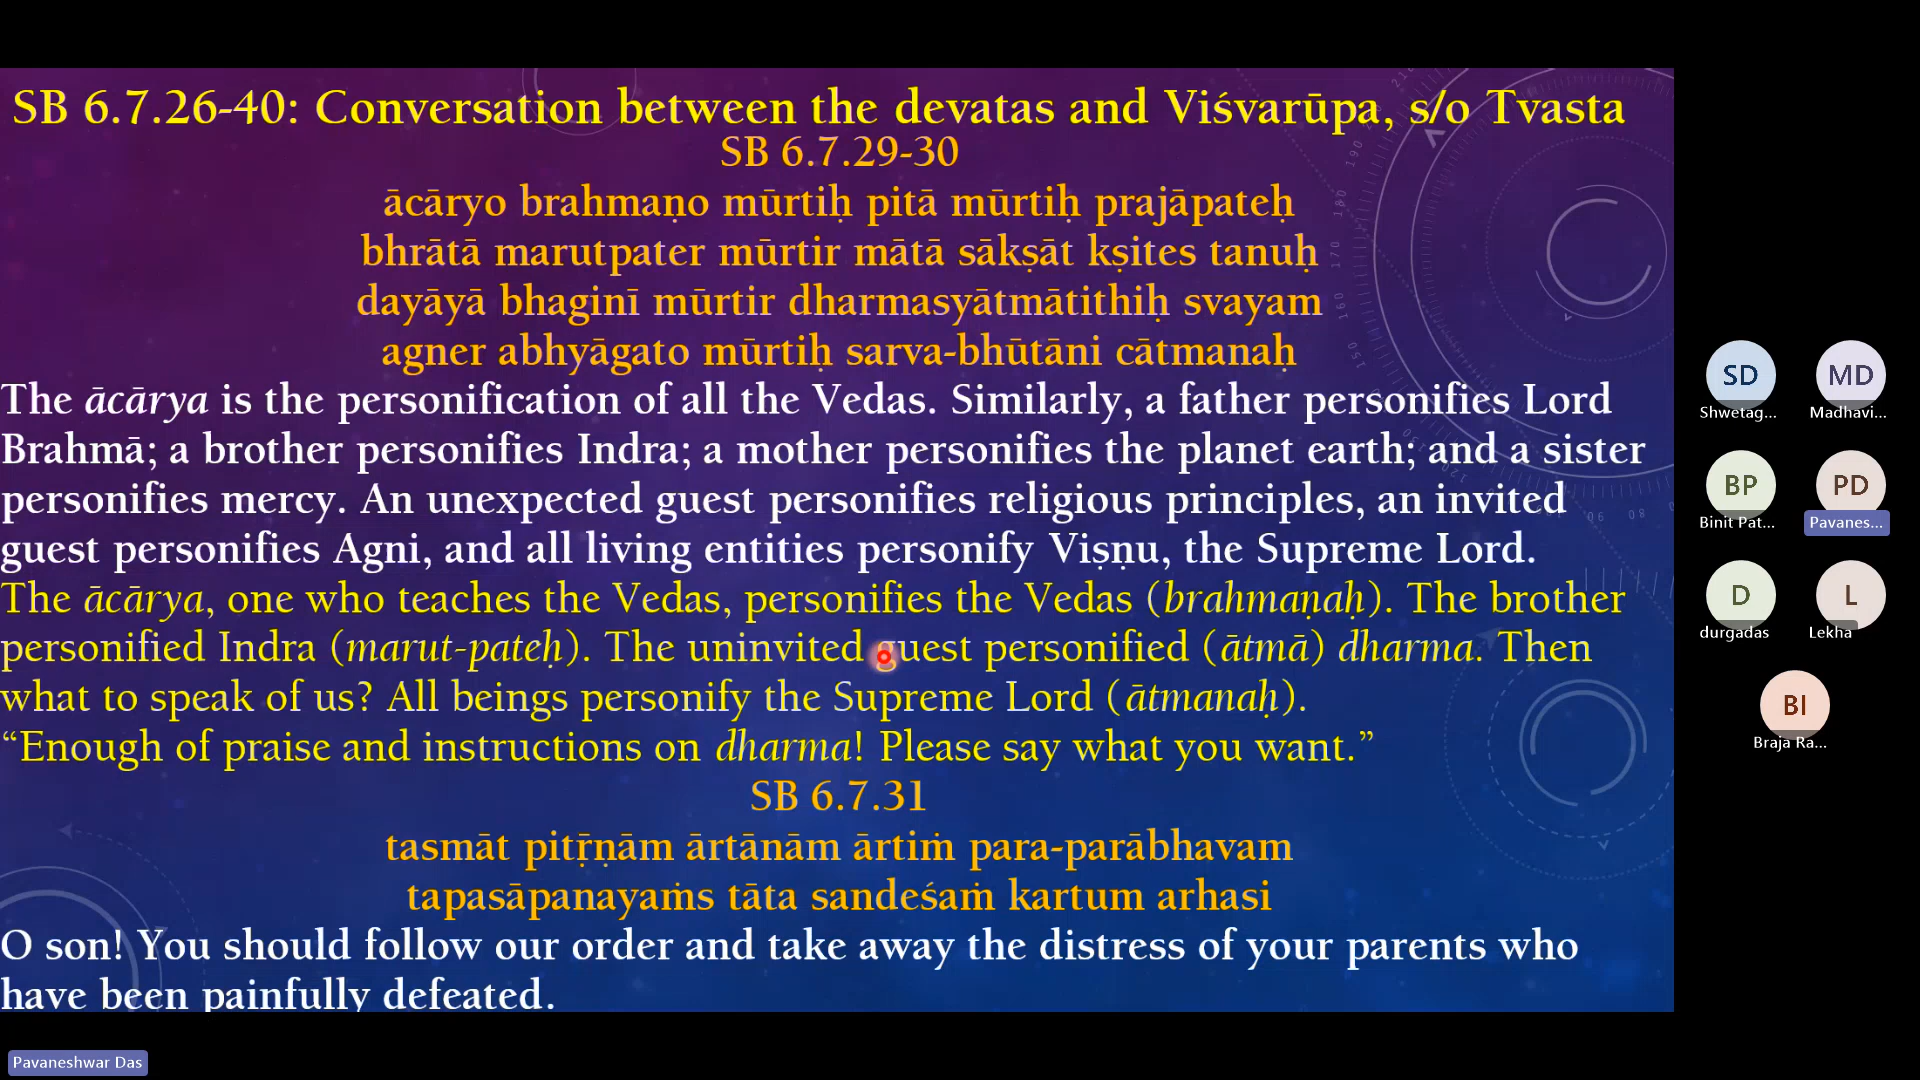 SB 6.7.26-40: Conversation between the devatas and Viśvarūpa, s/o Tvasta
SB 6.7.29-30
ācāryo brahmaṇo mūrtiḥ pitā mūrtiḥ prajāpateḥ
bhrātā marutpater mūrtir mātā sākṣāt kṣites tanuḥ
dayāyā bhaginī mūrtir dharmasyātmātithiḥ svayam
agner abhyāgato mūrtiḥ sarva-bhūtāni cātmanaḥ
The ācārya is the personification of all the Vedas. Similarly, a father personifies Lord
Brahmā; a brother personifies Indra; a mother personifies the planet earth; and a sister
personifies mercy. An unexpected guest personifies religious principles, an invited
guest personifies Agni, and all living entities personify Viṣṇu, the Supreme Lord.
The ācārya, one who teaches the Vedas, personifies the Vedas (brahmaṇaḥ). The brother
personified Indra (marut-pateḥ). The uninvited guest personified (ātmā) dharma. Then
what to speak of us? All beings personify the Supreme Lord (ātmanaḥ).
“Enough of praise and instructions on dharma! Please say what you want.”
SB 6.7.31
tasmāt pitṝṇām ārtānām ārtiṁ para-parābhavam
tapasāpanayaṁs tāta sandeśaṁ kartum arhasi
O son! You should follow our order and take away the distress of your parents who
have been painfully defeated.
SD
MD
Shwetag...
Madhavi...
BP
PD
Binit Pat...
Pavanes...
D
L
durgadas
Lekha
BI
Braja Ra...
Pavaneshwar Das